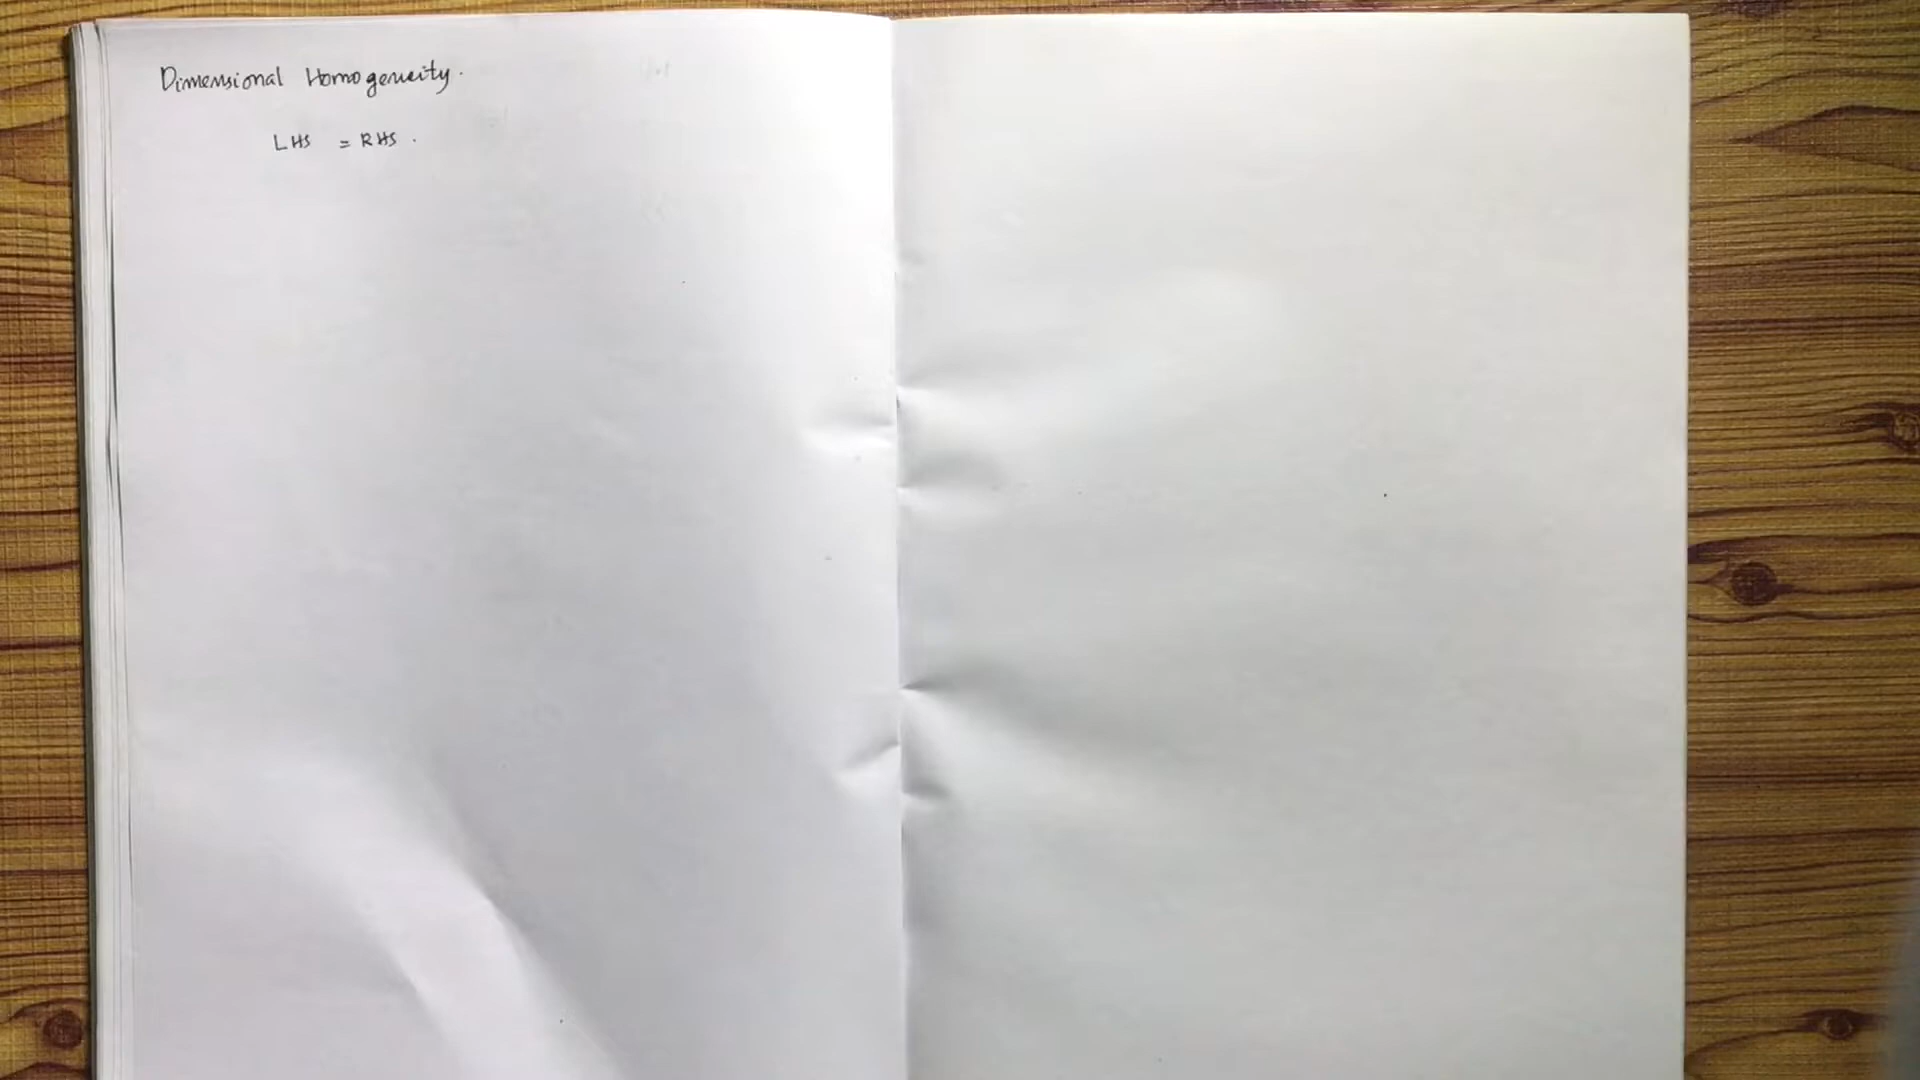 Dimensional Homogeneity.
LHS = RHS.